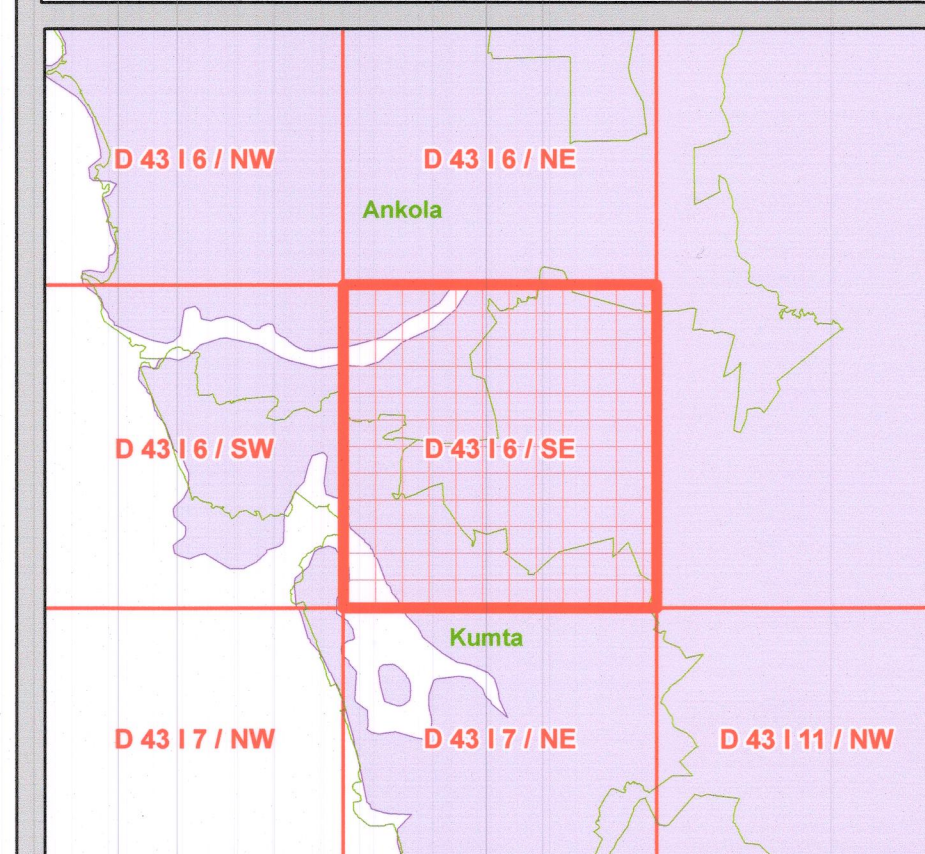 D 43 I 6 / NW
D 43 I 6 / NE
Ankola
D 43 I 6 / SW
D 43 I 6 / SE
Kumta
D 43 I 7 / NW
D 43 I 7 / NE
D 43 I 11 / NW